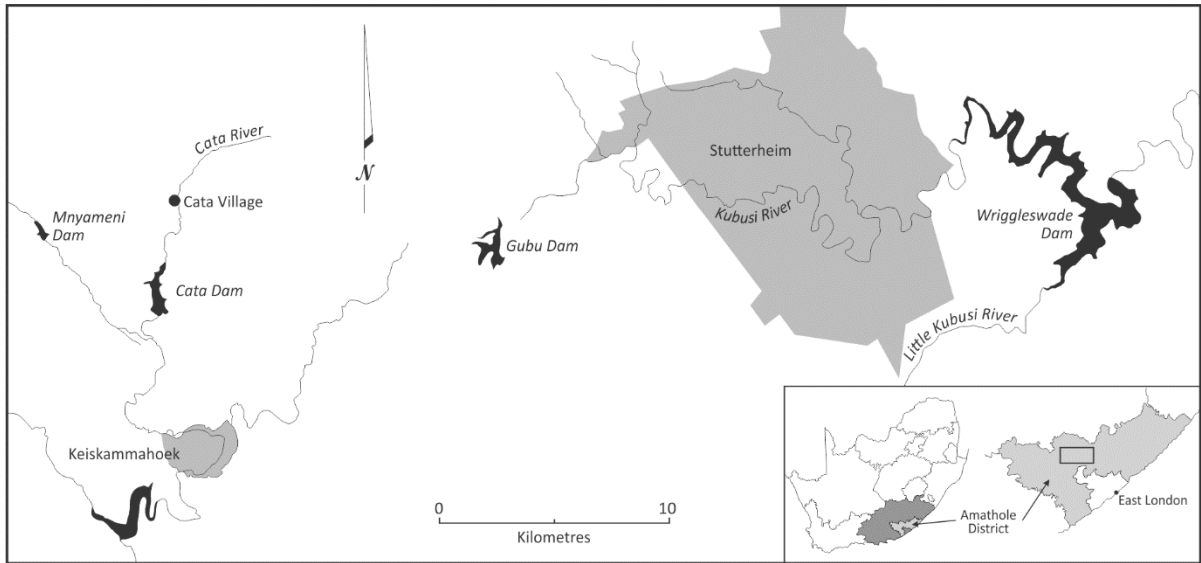 Cata River
Cata Village
Mnyameni
Dam
Cata Dam
N
Gubu Dam
Stutterheim
Kubusi River
Wriggleswade
Dam
Little Kubusi River
Keiskammahoek
0 10
Kilometres
Amathole
District
East London